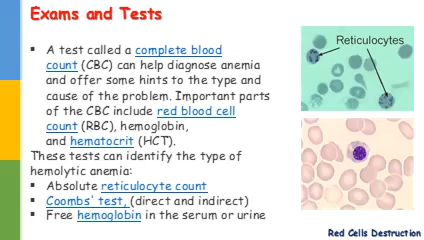 Exams and Tests
▪ A test called a complete blood
count (CBC) can help diagnose anemia
and offer some hints to the type and
cause of the problem. Important parts
of the CBC include red blood cell
count (RBC), hemoglobin,
and hematocrit (HCT).
These tests can identify the type of
hemolytic anemia:
▪ Absolute reticulocyte count
▪ Coombs' test, (direct and indirect)
▪ Free hemoglobin in the serum or urine
Reticulocytes
Red Cells Destruction